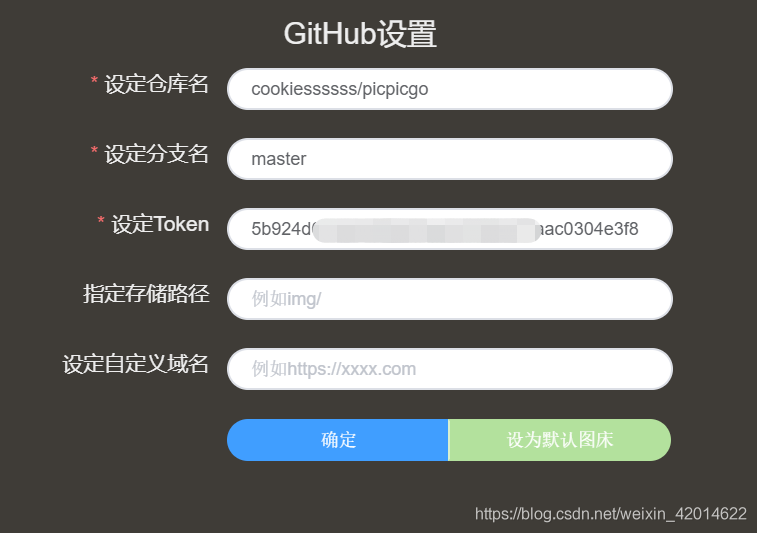 GitHub设置
* 设定仓库名 cookiessssss/picpicgo
* 设定分支名 master
* 设定Token 5b924d aac0304e3f8
指定存储路径 例如img/
设定自定义域名 例如https://xxxx.com
确定 设为默认图床
https://blog.csdn.net/weixin_42014622